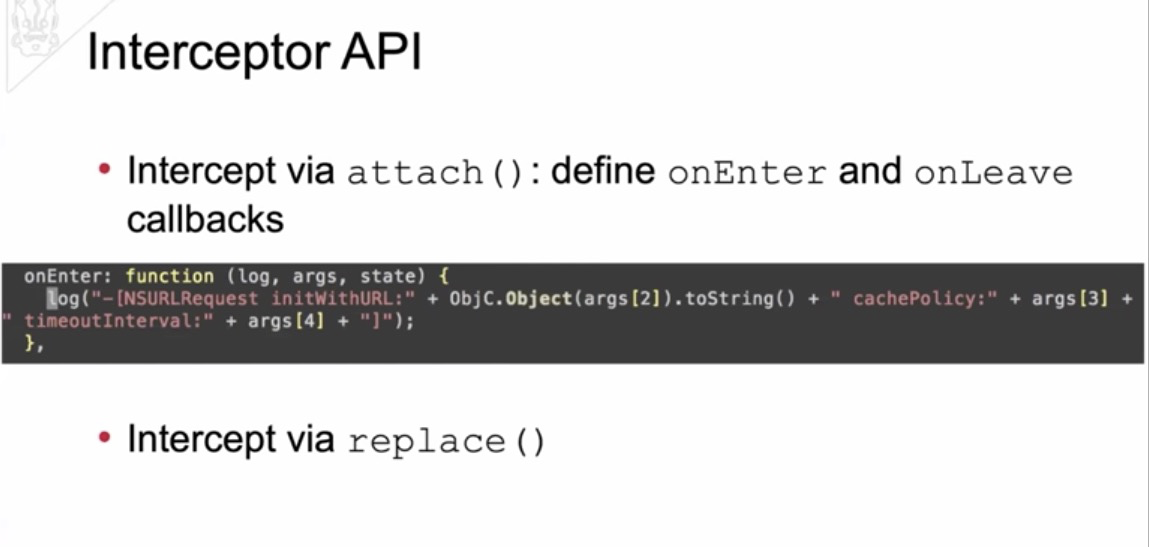 Interceptor API
• Intercept via attach(): define onEnter and onLeave
callbacks
onEnter: function (log, args, state) {
log("-[NSURLRequest initWithURL:" + ObjC.Object(args[2]).toString() + " cachePolicy:" + args[3] +
" timeoutInterval:" + args[4] + "]");
},
• Intercept via replace()